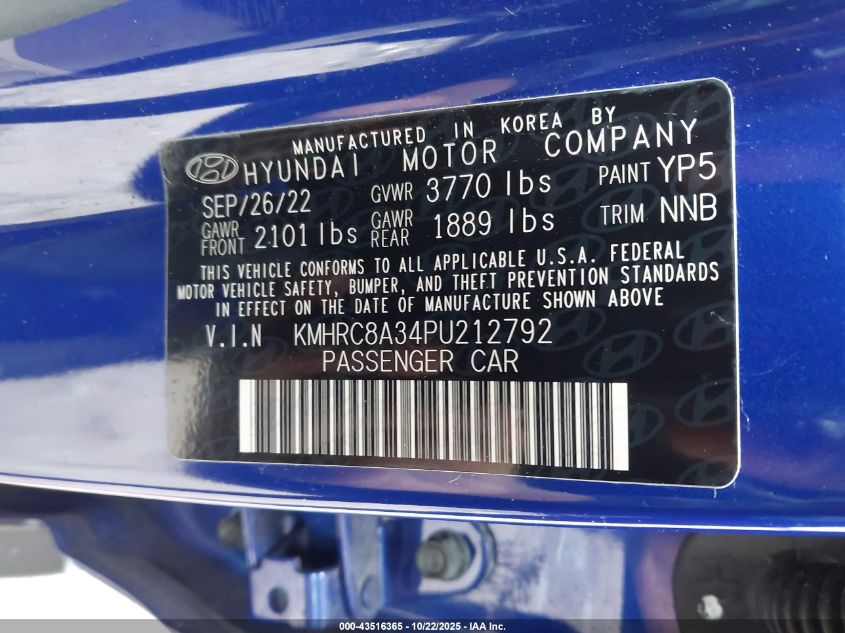 MANUFACTURED IN KOREA BY
HYUNDAI MOTOR COMPANY
SEP/26/22 GVWR 3770 lbs PAINT YP5
GAWR FRONT 2101 lbs GAWR REAR 1889 lbs TRIM NNB
THIS VEHICLE CONFORMS TO ALL APPLICABLE U.S.A. FEDERAL
MOTOR VEHICLE SAFETY, BUMPER, AND THEFT PREVENTION STANDARDS
IN EFFECT ON THE DATE OF MANUFACTURE SHOWN ABOVE
V.I.N KMHRC8A34PU212792
PASSENGER CAR
000-43516365 - 10/22/2025 - IAA Inc.